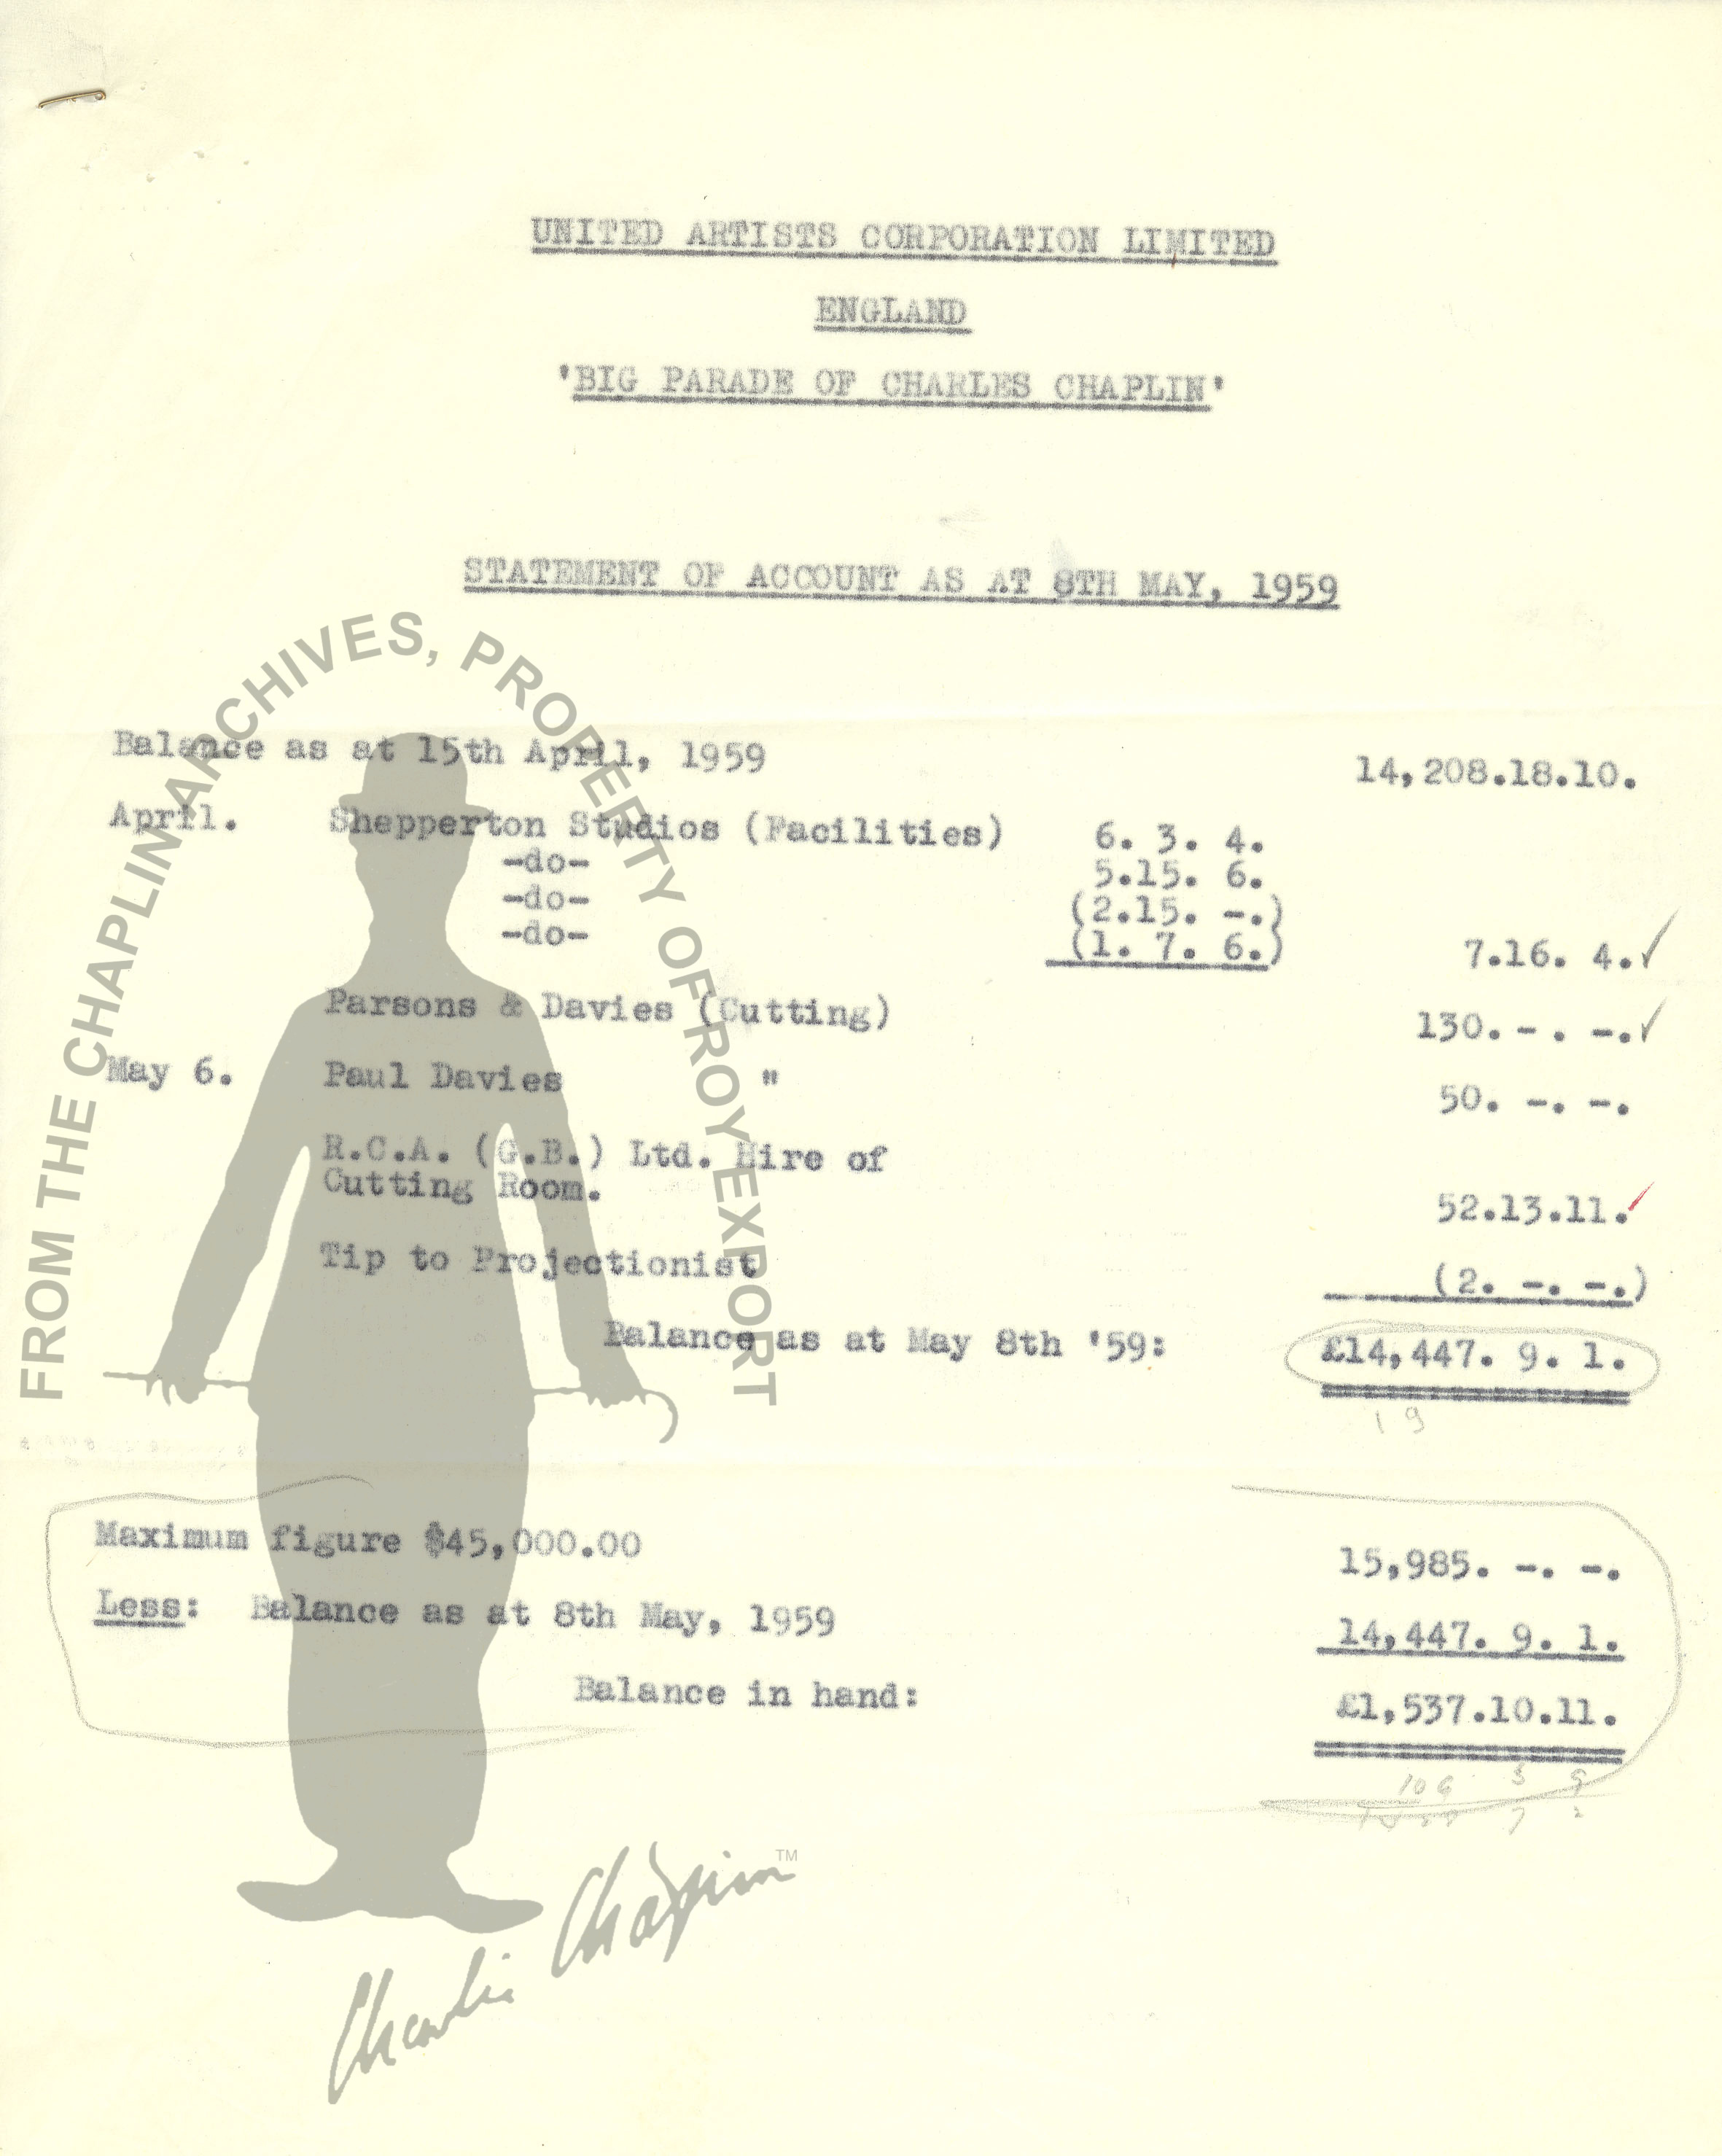 UNITED ARTISTS CORPORATION LIMITED
ENGLAND
'BIG PARADE OF CHARLES CHAPLIN'
STATEMENT OF ACCOUNT AS AT 8TH MAY, 1959
Balance as at 15th April, 1959 14,208.18.10.
April. Shepperton Studios (Facilities) 6. 3. 4.
-do- 5.15. 6.
-do- (2.15. -.)
-do- (1. 7. 6.) 7.16. 4.✓
Parsons & Davies (Cutting) 130. -. -.✓
May 6. Paul Davies " 50. -. -.
R.C.A. (G.B.) Ltd. Hire of
Cutting Room. 52.13.11.✓
Tip to Projectionist (2. -. -.)
Balance as at May 8th '59: £14,447. 9. 1.
19
Maximum figure $45,000.00 15,985. -. -.
Less: Balance as at 8th May, 1959 14,447. 9. 1.
Balance in hand: £1,537.10.11.
FROM THE CHAPLIN ARCHIVES, PROPERTY OF ROY EXPORT
Charlie Chaplin TM